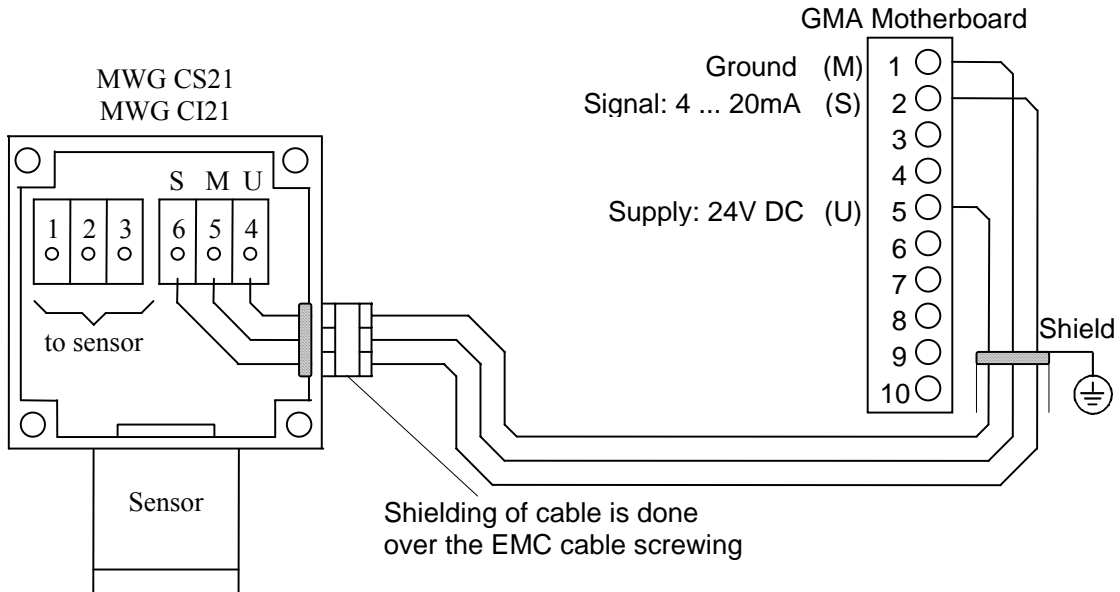 GMA Motherboard
Ground (M) 1
Signal: 4 ... 20mA (S) 2
3
4
Supply: 24V DC (U) 5
6
7
8
9
10
Shield
MWG CS21
MWG CI21
S M U
1 2 3 6 5 4
to sensor
Sensor
Shielding of cable is done
over the EMC cable screwing